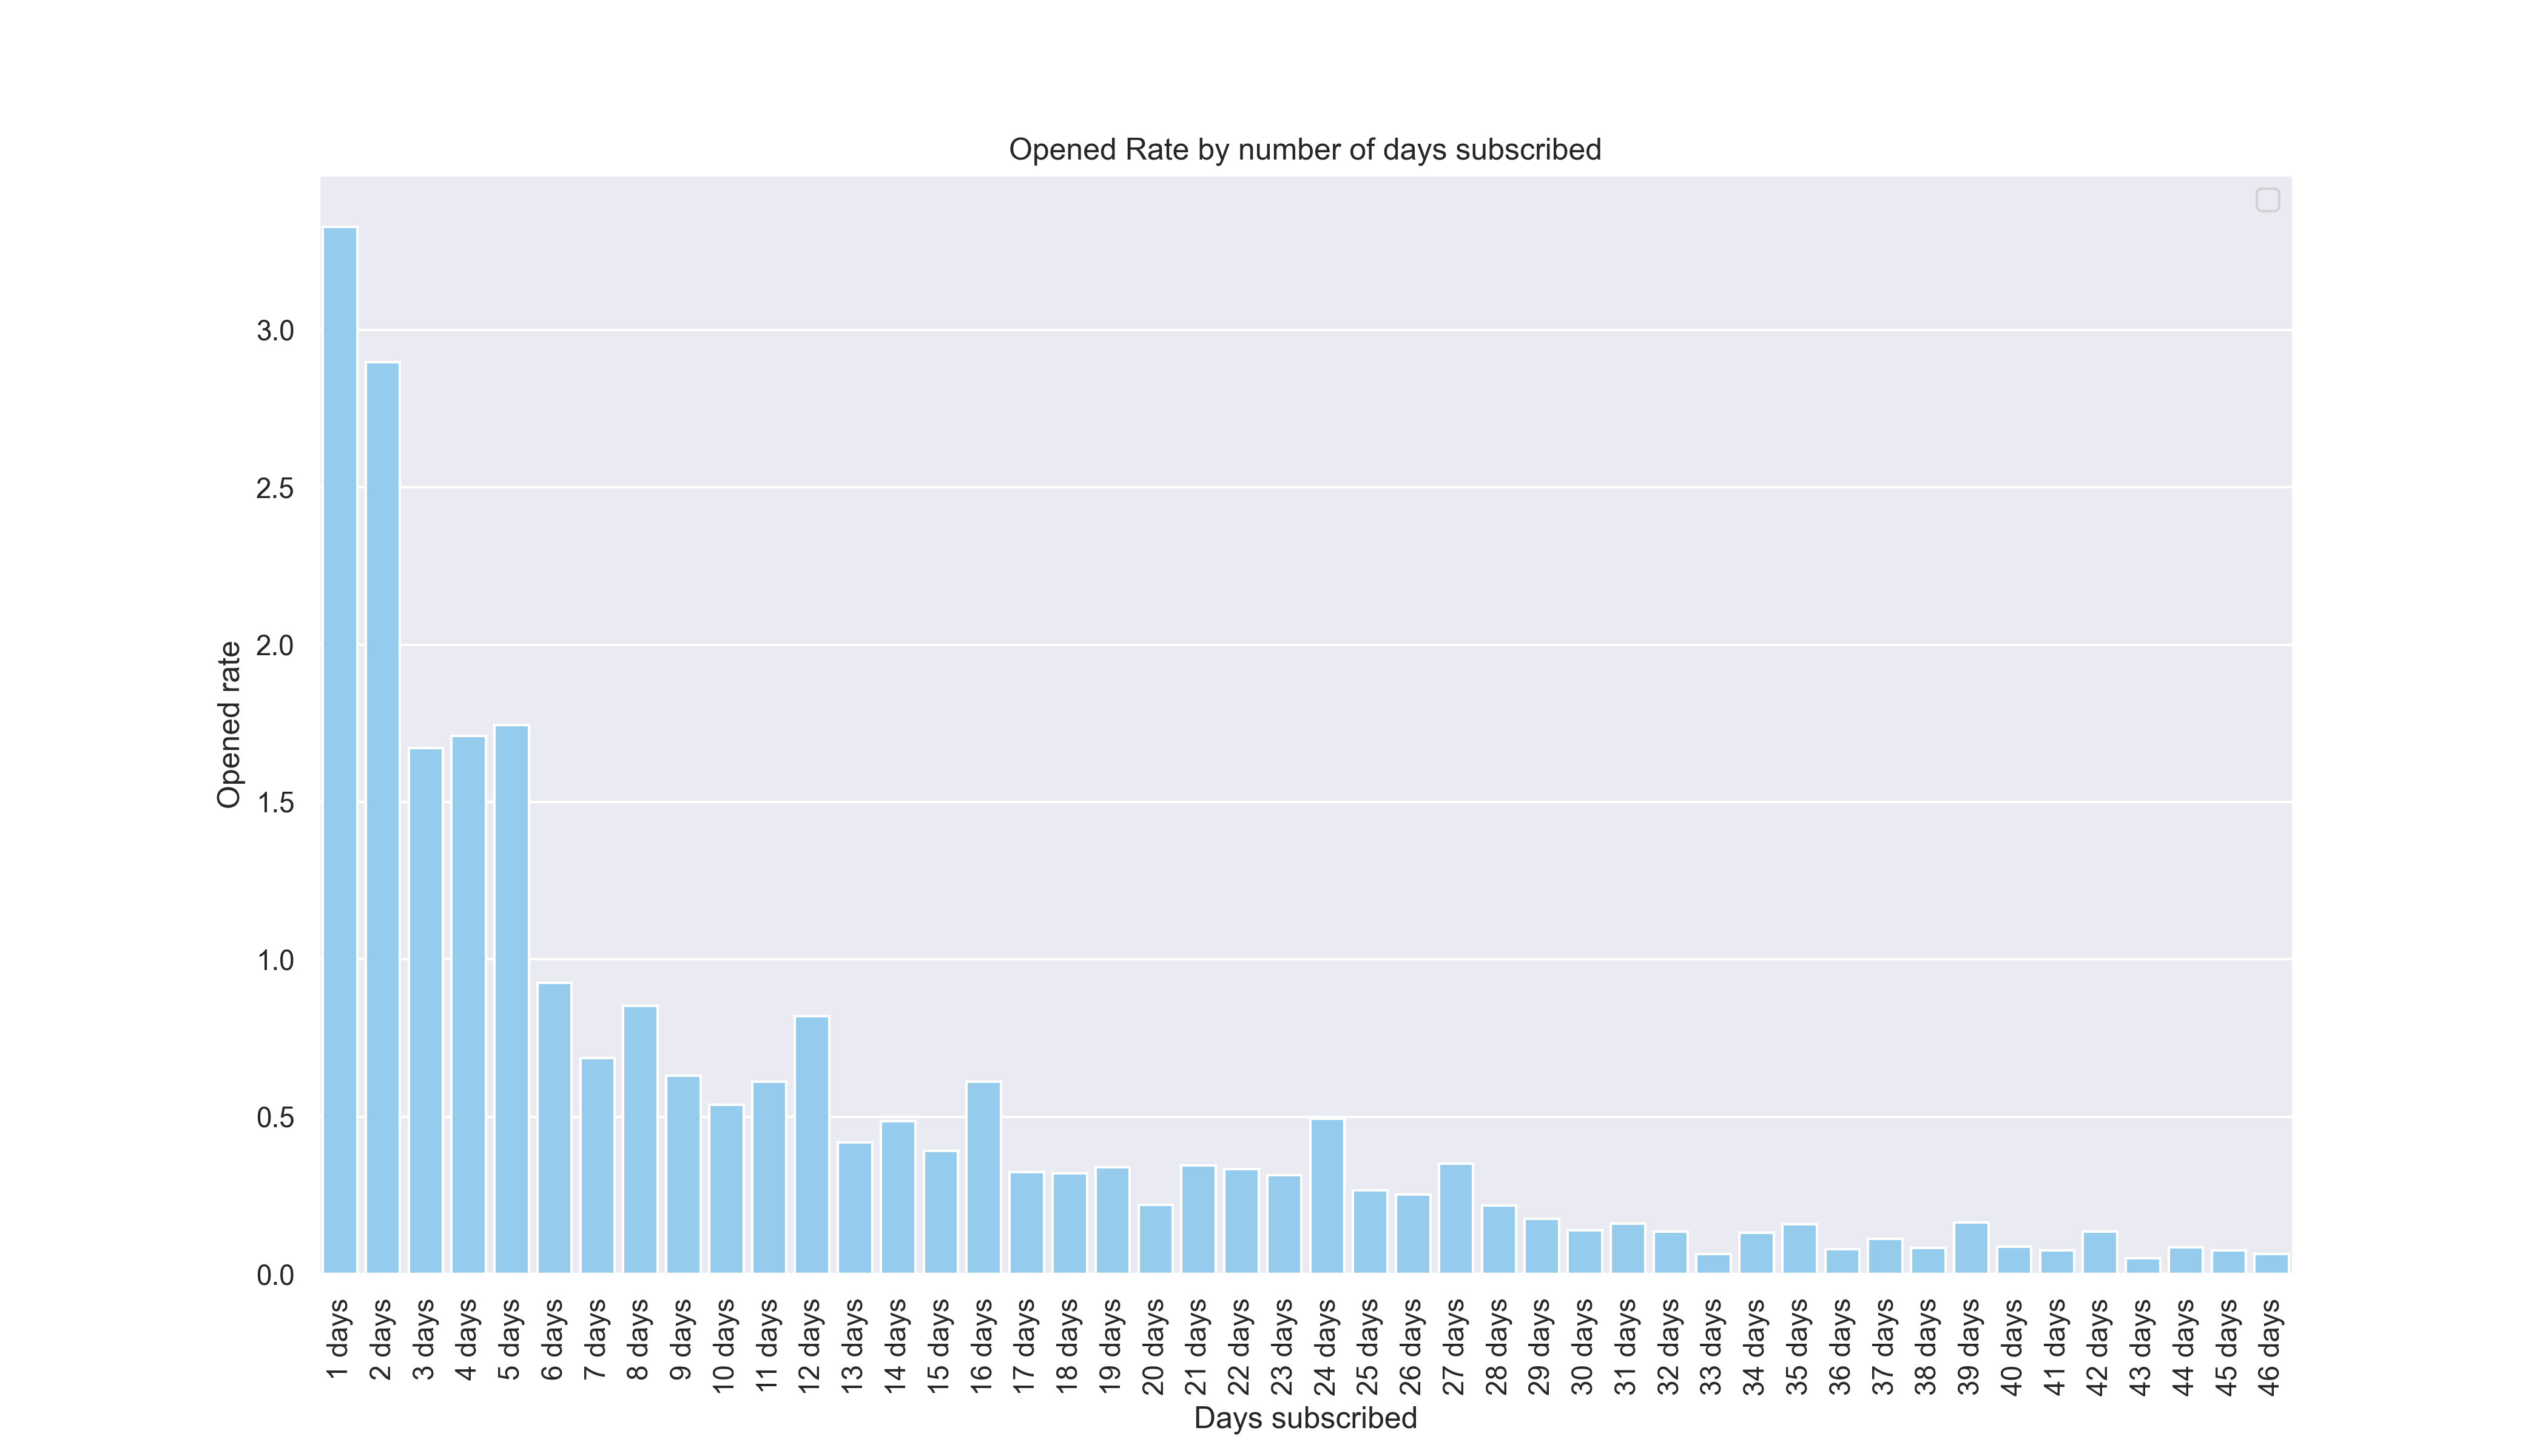 Opened Rate by number of days subscribed
Opened rate
3.0
2.5
2.0
1.5
1.0
0.5
0.0
1 days
2 days
3 days
4 days
5 days
6 days
7 days
8 days
9 days
10 days
11 days
12 days
13 days
14 days
15 days
16 days
17 days
18 days
19 days
20 days
21 days
22 days
23 days
24 days
25 days
26 days
27 days
28 days
29 days
30 days
31 days
32 days
33 days
34 days
35 days
36 days
37 days
38 days
39 days
40 days
41 days
42 days
43 days
44 days
45 days
46 days
Days subscribed